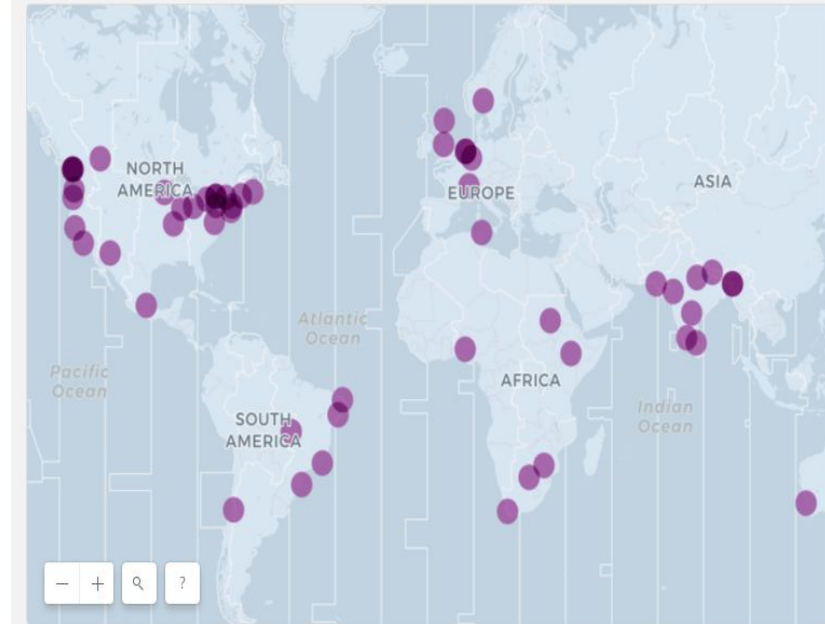 NORTH
AMERICA
EUROPE
ASIA
Atlantic
Ocean
Pacific
Ocean
AFRICA
SOUTH
AMERICA
Indian
Ocean
− + ?